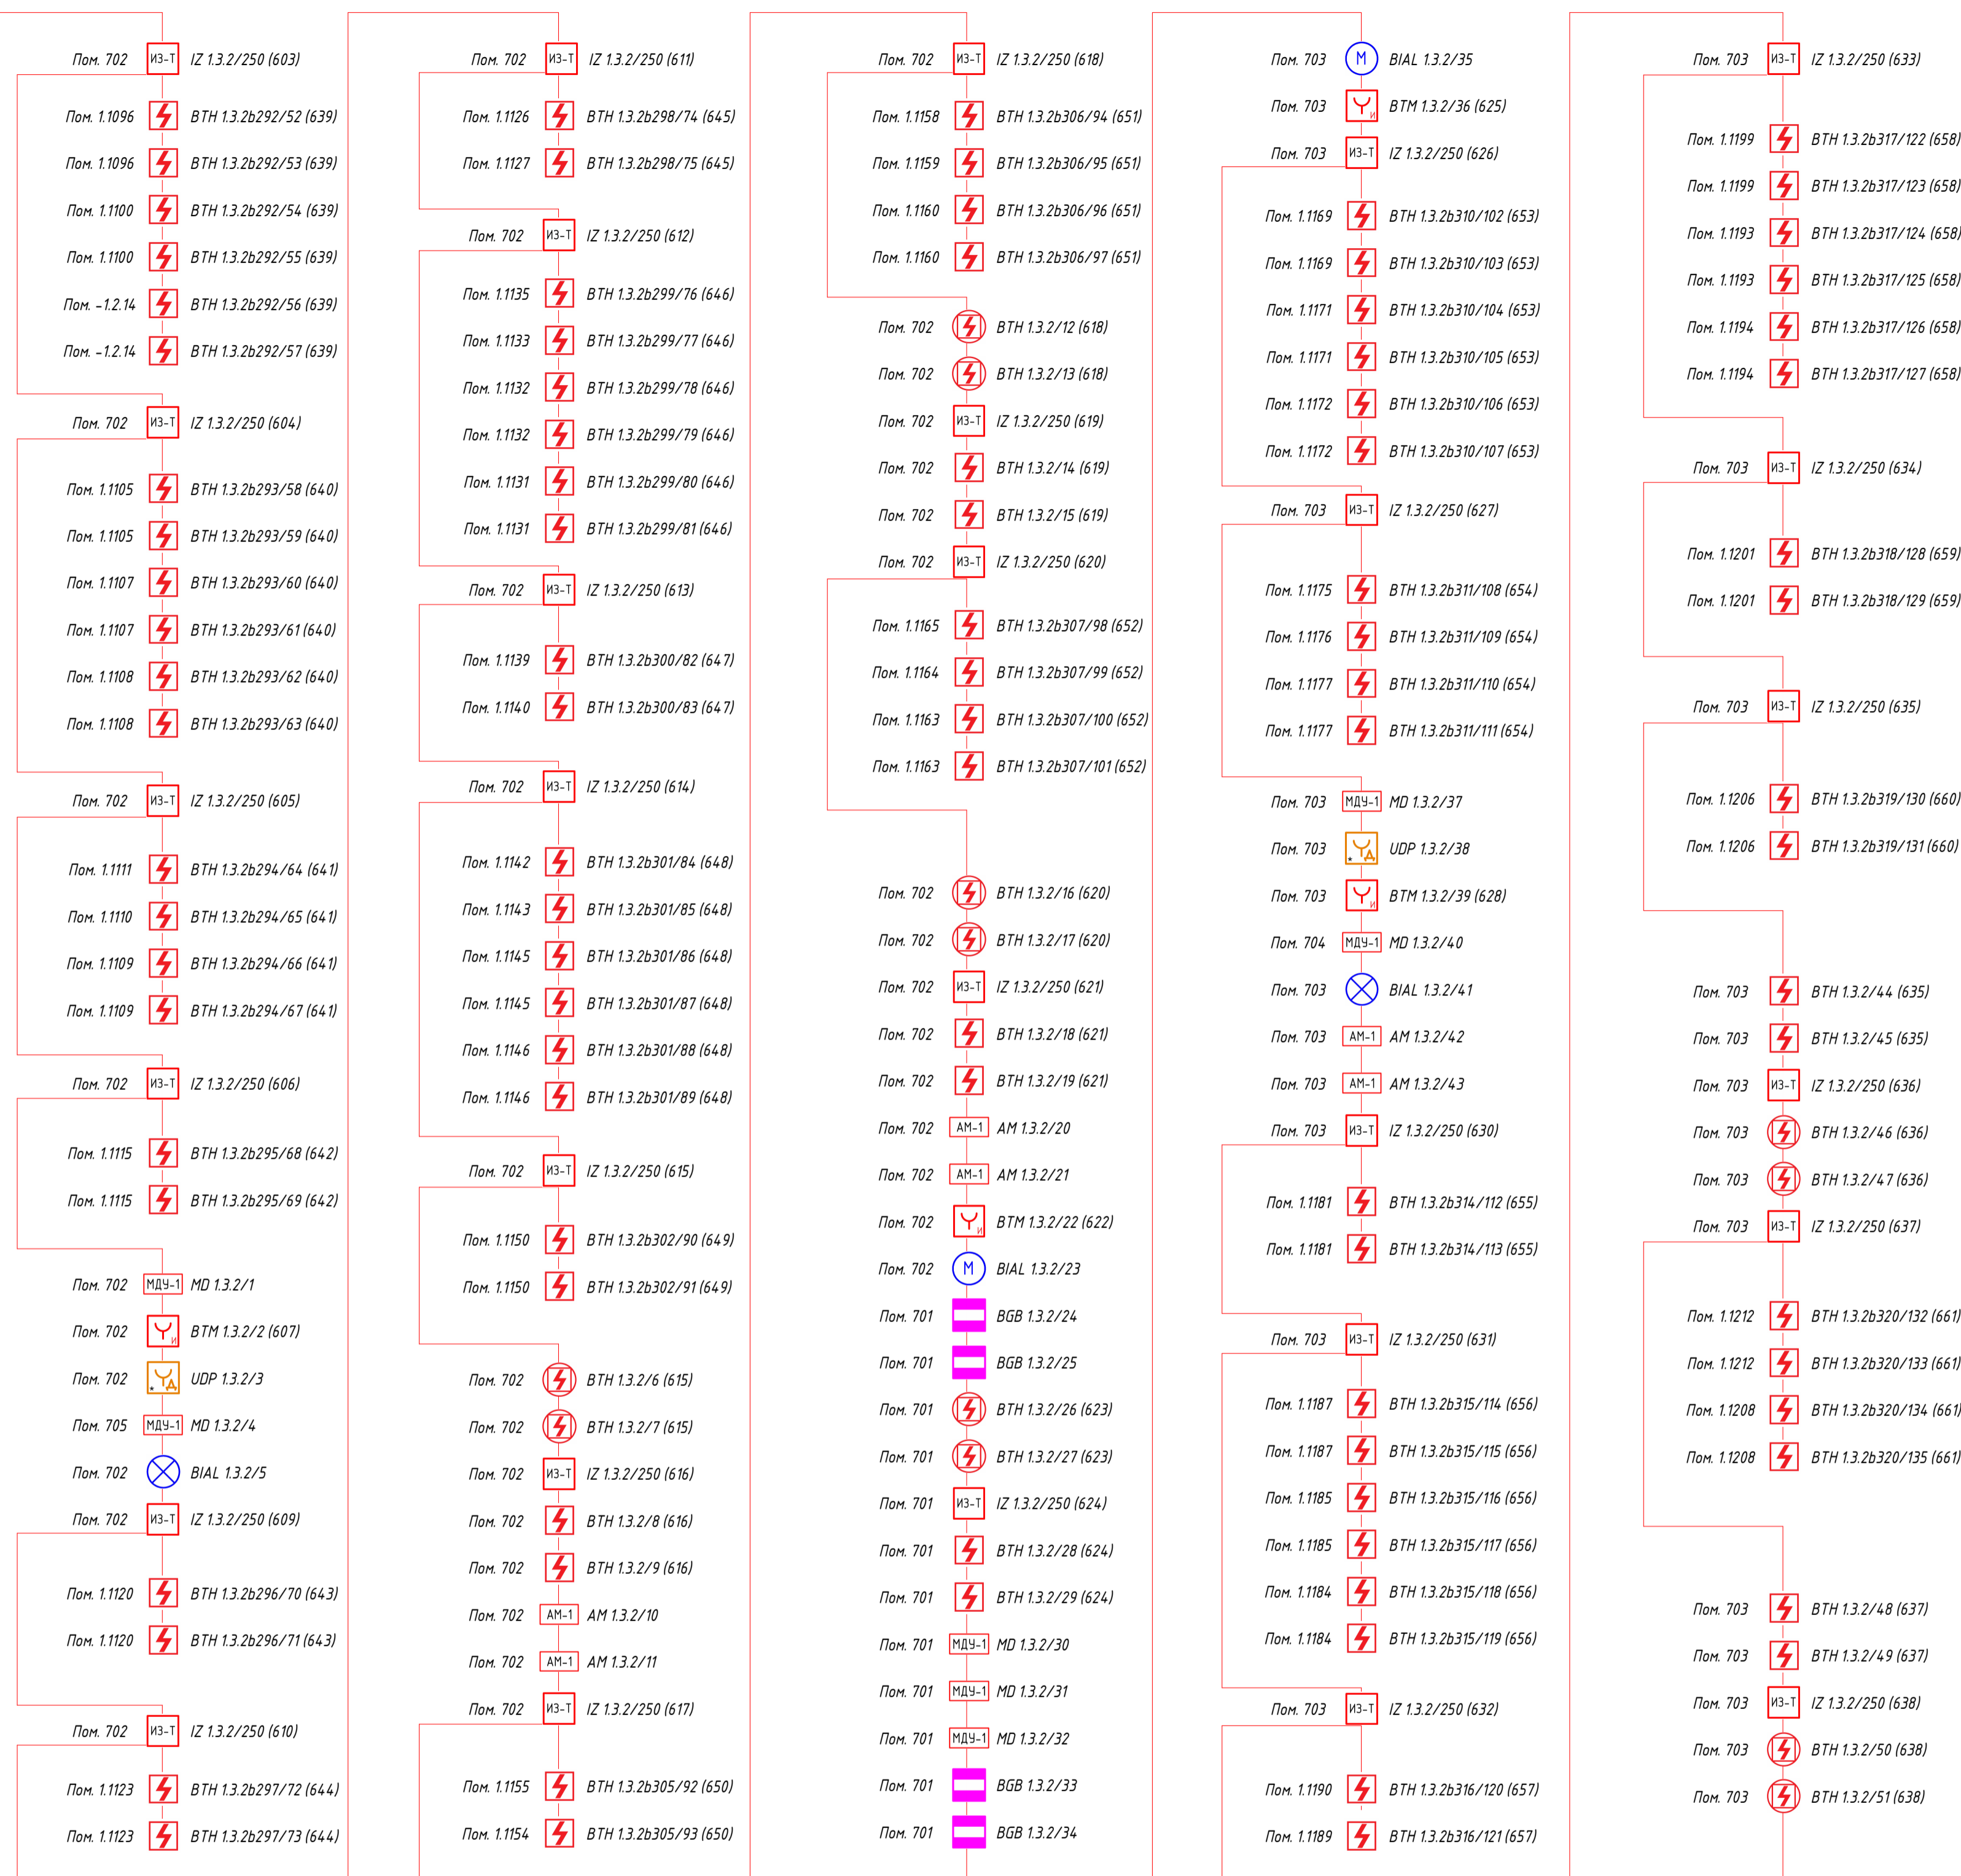 Пом. 702 ИЗ-Т IZ 1.3.2/250 (603)
Пом. 1.1096 BTH 1.3.2b292/52 (639)
Пом. 1.1096 BTH 1.3.2b292/53 (639)
Пом. 1.1100 BTH 1.3.2b292/54 (639)
Пом. 1.1100 BTH 1.3.2b292/55 (639)
Пом. -1.2.14 BTH 1.3.2b292/56 (639)
Пом. -1.2.14 BTH 1.3.2b292/57 (639)
Пом. 702 ИЗ-Т IZ 1.3.2/250 (604)
Пом. 1.1105 BTH 1.3.2b293/58 (640)
Пом. 1.1105 BTH 1.3.2b293/59 (640)
Пом. 1.1107 BTH 1.3.2b293/60 (640)
Пом. 1.1107 BTH 1.3.2b293/61 (640)
Пом. 1.1108 BTH 1.3.2b293/62 (640)
Пом. 1.1108 BTH 1.3.2b293/63 (640)
Пом. 702 ИЗ-Т IZ 1.3.2/250 (605)
Пом. 1.1111 BTH 1.3.2b294/64 (641)
Пом. 1.1110 BTH 1.3.2b294/65 (641)
Пом. 1.1109 BTH 1.3.2b294/66 (641)
Пом. 1.1109 BTH 1.3.2b294/67 (641)
Пом. 702 ИЗ-Т IZ 1.3.2/250 (606)
Пом. 1.1115 BTH 1.3.2b295/68 (642)
Пом. 1.1115 BTH 1.3.2b295/69 (642)
Пом. 702 МДУ-1 MD 1.3.2/1
Пом. 702 И BTM 1.3.2/2 (607)
Пом. 702 * Д UDP 1.3.2/3
Пом. 705 МДУ-1 MD 1.3.2/4
Пом. 702 BIAL 1.3.2/5
Пом. 702 ИЗ-Т IZ 1.3.2/250 (609)
Пом. 1.1120 BTH 1.3.2b296/70 (643)
Пом. 1.1120 BTH 1.3.2b296/71 (643)
Пом. 702 ИЗ-Т IZ 1.3.2/250 (610)
Пом. 1.1123 BTH 1.3.2b297/72 (644)
Пом. 1.1123 BTH 1.3.2b297/73 (644)
Пом. 702 ИЗ-Т IZ 1.3.2/250 (611)
Пом. 1.1126 BTH 1.3.2b298/74 (645)
Пом. 1.1127 BTH 1.3.2b298/75 (645)
Пом. 702 ИЗ-Т IZ 1.3.2/250 (612)
Пом. 1.1135 BTH 1.3.2b299/76 (646)
Пом. 1.1133 BTH 1.3.2b299/77 (646)
Пом. 1.1132 BTH 1.3.2b299/78 (646)
Пом. 1.1132 BTH 1.3.2b299/79 (646)
Пом. 1.1131 BTH 1.3.2b299/80 (646)
Пом. 1.1131 BTH 1.3.2b299/81 (646)
Пом. 702 ИЗ-Т IZ 1.3.2/250 (613)
Пом. 1.1139 BTH 1.3.2b300/82 (647)
Пом. 1.1140 BTH 1.3.2b300/83 (647)
Пом. 702 ИЗ-Т IZ 1.3.2/250 (614)
Пом. 1.1142 BTH 1.3.2b301/84 (648)
Пом. 1.1143 BTH 1.3.2b301/85 (648)
Пом. 1.1145 BTH 1.3.2b301/86 (648)
Пом. 1.1145 BTH 1.3.2b301/87 (648)
Пом. 1.1146 BTH 1.3.2b301/88 (648)
Пом. 1.1146 BTH 1.3.2b301/89 (648)
Пом. 702 ИЗ-Т IZ 1.3.2/250 (615)
Пом. 1.1150 BTH 1.3.2b302/90 (649)
Пом. 1.1150 BTH 1.3.2b302/91 (649)
Пом. 702 BTH 1.3.2/6 (615)
Пом. 702 BTH 1.3.2/7 (615)
Пом. 702 ИЗ-Т IZ 1.3.2/250 (616)
Пом. 702 BTH 1.3.2/8 (616)
Пом. 702 BTH 1.3.2/9 (616)
Пом. 702 АМ-1 AM 1.3.2/10
Пом. 702 АМ-1 AM 1.3.2/11
Пом. 702 ИЗ-Т IZ 1.3.2/250 (617)
Пом. 1.1155 BTH 1.3.2b305/92 (650)
Пом. 1.1154 BTH 1.3.2b305/93 (650)
Пом. 702 ИЗ-Т IZ 1.3.2/250 (618)
Пом. 1.1158 BTH 1.3.2b306/94 (651)
Пом. 1.1159 BTH 1.3.2b306/95 (651)
Пом. 1.1160 BTH 1.3.2b306/96 (651)
Пом. 1.1160 BTH 1.3.2b306/97 (651)
Пом. 702 BTH 1.3.2/12 (618)
Пом. 702 BTH 1.3.2/13 (618)
Пом. 702 ИЗ-Т IZ 1.3.2/250 (619)
Пом. 702 BTH 1.3.2/14 (619)
Пом. 702 BTH 1.3.2/15 (619)
Пом. 702 ИЗ-Т IZ 1.3.2/250 (620)
Пом. 1.1165 BTH 1.3.2b307/98 (652)
Пом. 1.1164 BTH 1.3.2b307/99 (652)
Пом. 1.1163 BTH 1.3.2b307/100 (652)
Пом. 1.1163 BTH 1.3.2b307/101 (652)
Пом. 702 BTH 1.3.2/16 (620)
Пом. 702 BTH 1.3.2/17 (620)
Пом. 702 ИЗ-Т IZ 1.3.2/250 (621)
Пом. 702 BTH 1.3.2/18 (621)
Пом. 702 BTH 1.3.2/19 (621)
Пом. 702 АМ-1 AM 1.3.2/20
Пом. 702 АМ-1 AM 1.3.2/21
Пом. 702 И BTM 1.3.2/22 (622)
Пом. 702 М BIAL 1.3.2/23
Пом. 701 BGB 1.3.2/24
Пом. 701 BGB 1.3.2/25
Пом. 701 BTH 1.3.2/26 (623)
Пом. 701 BTH 1.3.2/27 (623)
Пом. 701 ИЗ-Т IZ 1.3.2/250 (624)
Пом. 701 BTH 1.3.2/28 (624)
Пом. 701 BTH 1.3.2/29 (624)
Пом. 701 МДУ-1 MD 1.3.2/30
Пом. 701 МДУ-1 MD 1.3.2/31
Пом. 701 МДУ-1 MD 1.3.2/32
Пом. 701 BGB 1.3.2/33
Пом. 701 BGB 1.3.2/34
Пом. 703 М BIAL 1.3.2/35
Пом. 703 И BTM 1.3.2/36 (625)
Пом. 703 ИЗ-Т IZ 1.3.2/250 (626)
Пом. 1.1169 BTH 1.3.2b310/102 (653)
Пом. 1.1169 BTH 1.3.2b310/103 (653)
Пом. 1.1171 BTH 1.3.2b310/104 (653)
Пом. 1.1171 BTH 1.3.2b310/105 (653)
Пом. 1.1172 BTH 1.3.2b310/106 (653)
Пом. 1.1172 BTH 1.3.2b310/107 (653)
Пом. 703 ИЗ-Т IZ 1.3.2/250 (627)
Пом. 1.1175 BTH 1.3.2b311/108 (654)
Пом. 1.1176 BTH 1.3.2b311/109 (654)
Пом. 1.1177 BTH 1.3.2b311/110 (654)
Пом. 1.1177 BTH 1.3.2b311/111 (654)
Пом. 703 МДУ-1 MD 1.3.2/37
Пом. 703 * Д UDP 1.3.2/38
Пом. 703 И BTM 1.3.2/39 (628)
Пом. 704 МДУ-1 MD 1.3.2/40
Пом. 703 BIAL 1.3.2/41
Пом. 703 АМ-1 AM 1.3.2/42
Пом. 703 АМ-1 AM 1.3.2/43
Пом. 703 ИЗ-Т IZ 1.3.2/250 (630)
Пом. 1.1181 BTH 1.3.2b314/112 (655)
Пом. 1.1181 BTH 1.3.2b314/113 (655)
Пом. 703 ИЗ-Т IZ 1.3.2/250 (631)
Пом. 1.1187 BTH 1.3.2b315/114 (656)
Пом. 1.1187 BTH 1.3.2b315/115 (656)
Пом. 1.1185 BTH 1.3.2b315/116 (656)
Пом. 1.1185 BTH 1.3.2b315/117 (656)
Пом. 1.1184 BTH 1.3.2b315/118 (656)
Пом. 1.1184 BTH 1.3.2b315/119 (656)
Пом. 703 ИЗ-Т IZ 1.3.2/250 (632)
Пом. 1.1190 BTH 1.3.2b316/120 (657)
Пом. 1.1189 BTH 1.3.2b316/121 (657)
Пом. 703 ИЗ-Т IZ 1.3.2/250 (633)
Пом. 1.1199 BTH 1.3.2b317/122 (658)
Пом. 1.1199 BTH 1.3.2b317/123 (658)
Пом. 1.1193 BTH 1.3.2b317/124 (658)
Пом. 1.1193 BTH 1.3.2b317/125 (658)
Пом. 1.1194 BTH 1.3.2b317/126 (658)
Пом. 1.1194 BTH 1.3.2b317/127 (658)
Пом. 703 ИЗ-Т IZ 1.3.2/250 (634)
Пом. 1.1201 BTH 1.3.2b318/128 (659)
Пом. 1.1201 BTH 1.3.2b318/129 (659)
Пом. 703 ИЗ-Т IZ 1.3.2/250 (635)
Пом. 1.1206 BTH 1.3.2b319/130 (660)
Пом. 1.1206 BTH 1.3.2b319/131 (660)
Пом. 703 BTH 1.3.2/44 (635)
Пом. 703 BTH 1.3.2/45 (635)
Пом. 703 ИЗ-Т IZ 1.3.2/250 (636)
Пом. 703 BTH 1.3.2/46 (636)
Пом. 703 BTH 1.3.2/47 (636)
Пом. 703 ИЗ-Т IZ 1.3.2/250 (637)
Пом. 1.1212 BTH 1.3.2b320/132 (661)
Пом. 1.1212 BTH 1.3.2b320/133 (661)
Пом. 1.1208 BTH 1.3.2b320/134 (661)
Пом. 1.1208 BTH 1.3.2b320/135 (661)
Пом. 703 BTH 1.3.2/48 (637)
Пом. 703 BTH 1.3.2/49 (637)
Пом. 703 ИЗ-Т IZ 1.3.2/250 (638)
Пом. 703 BTH 1.3.2/50 (638)
Пом. 703 BTH 1.3.2/51 (638)